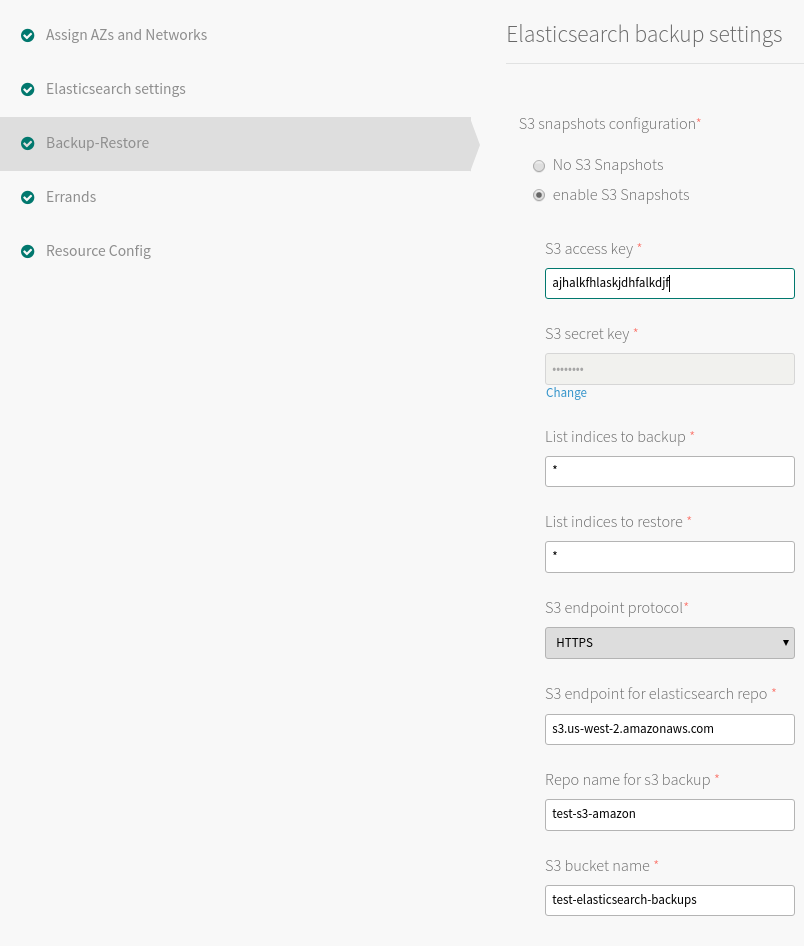 Assign AZs and Networks
Elasticsearch settings
Backup-Restore
Errands
Resource Config
Elasticsearch backup settings
S3 snapshots configuration*
No S3 Snapshots
enable S3 Snapshots
S3 access key *
ajhalkfhlaskjdhfalkdjf
S3 secret key *
••••••••
Change
List indices to backup *
*
List indices to restore *
*
S3 endpoint protocol*
HTTPS
S3 endpoint for elasticsearch repo *
s3.us-west-2.amazonaws.com
Repo name for s3 backup *
test-s3-amazon
S3 bucket name *
test-elasticsearch-backups